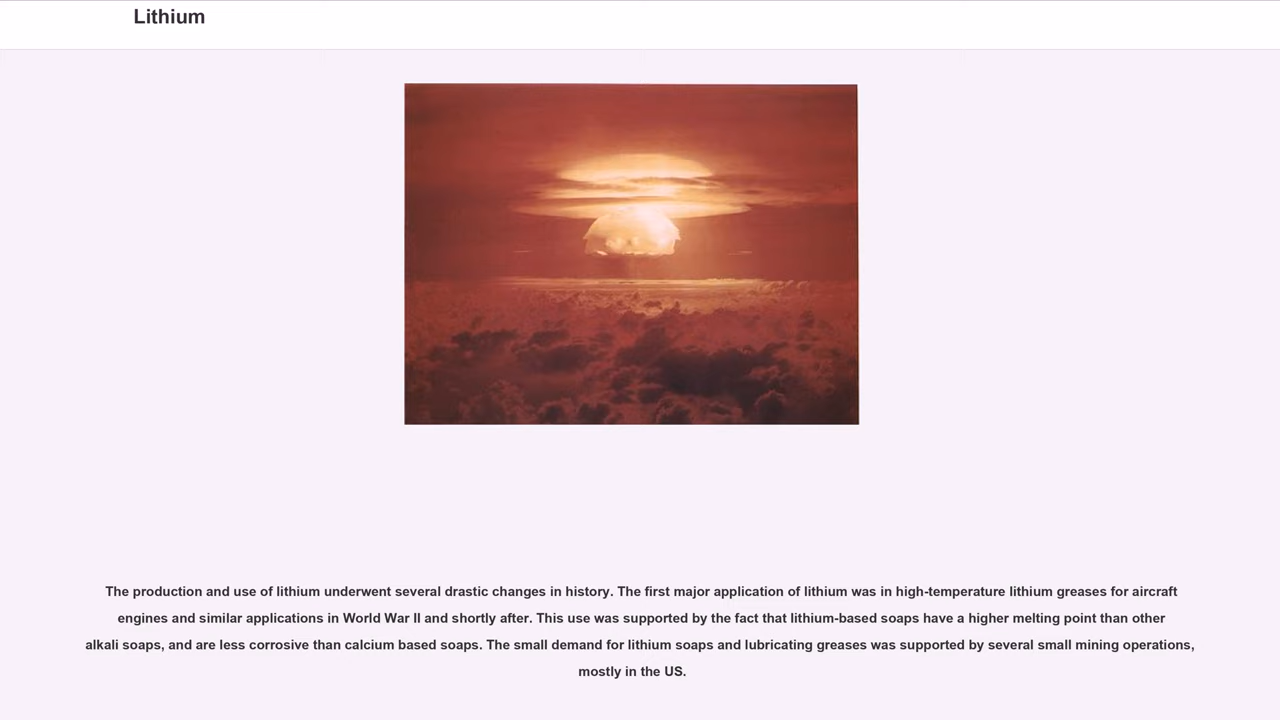 Lithium
The production and use of lithium underwent several drastic changes in history. The first major application of lithium was in high-temperature lithium greases for aircraft
engines and similar applications in World War II and shortly after. This use was supported by the fact that lithium-based soaps have a higher melting point than other
alkali soaps, and are less corrosive than calcium based soaps. The small demand for lithium soaps and lubricating greases was supported by several small mining operations,
mostly in the US.